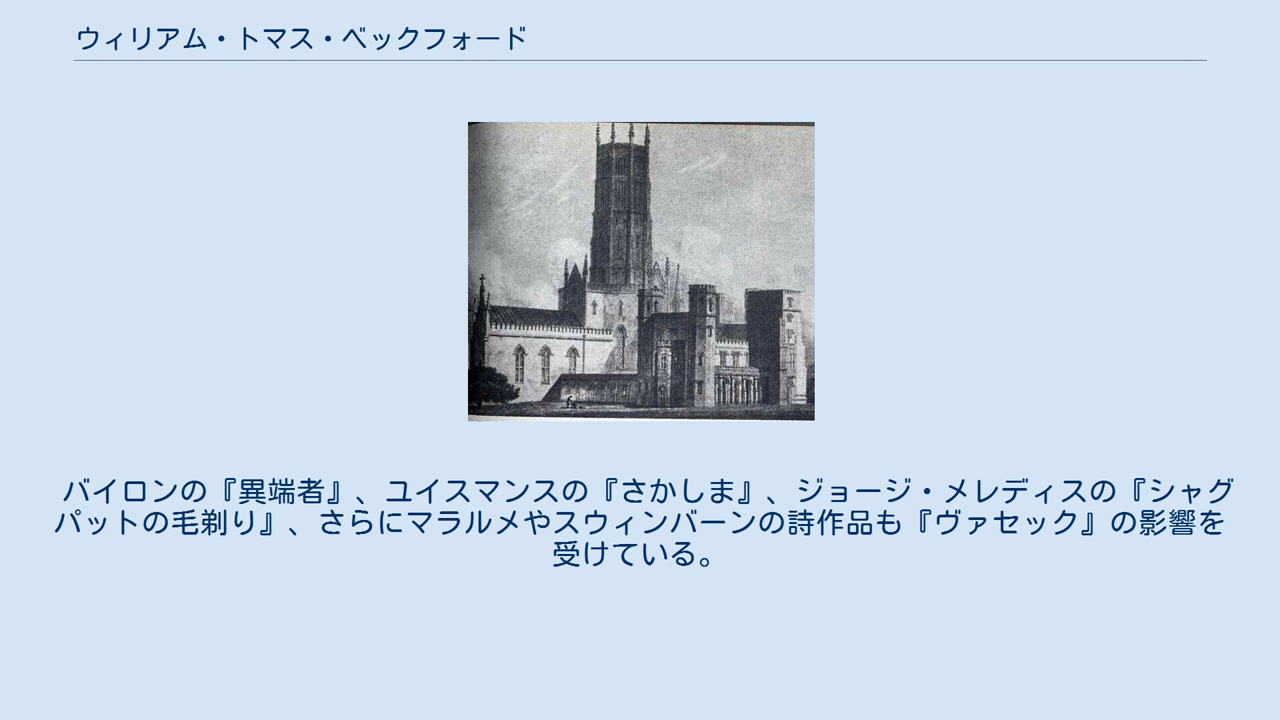 ウィリアム・トマス・ベックフォード
バイロンの『異端者』、ユイスマンスの『さかしま』、ジョージ・メレディスの『シャグ
パットの毛剃り』、さらにマラルメやスウィンバーンの詩作品も『ヴァセック』の影響を
受けている。